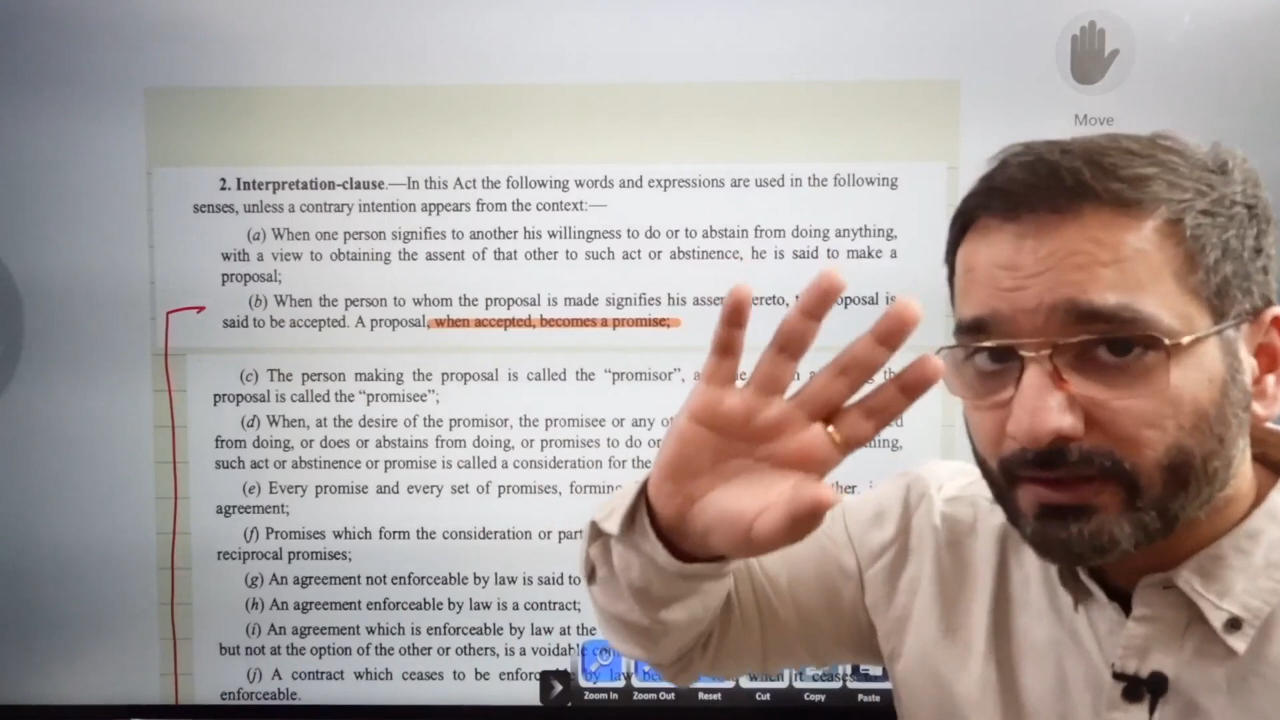 Move
2. Interpretation-clause.—In this Act the following words and expressions are used in the following
senses, unless a contrary intention appears from the context:—
(a) When one person signifies to another his willingness to do or to abstain from doing anything,
with a view to obtaining the assent of that other to such act or abstinence, he is said to make a
proposal;
(b) When the person to whom the proposal is made signifies his is
said to be accepted. A proposal, when accepted, becomes a promise;
(c) The person making the proposal is called the “promisor”,
proposal is called the “promisee”;
(d) When, at the desire of the promisor, the promisee or any
from doing, or does or abstains from doing, or promises to do or
such act or abstinence or promise is called a consideration for the
(e) Every promise and every set of promises,
agreement;
(f) Promises which form the consideration or part
reciprocal promises;
(g) An agreement not enforceable by law is said to
(h) An agreement enforceable by law is a contract;
(i) An agreement which is enforceable by law at the
but not at the option of the other or others, is a voidable
(j) A contract which ceases to be by law when it ceases
enforceable.
Zoom In Zoom Out Reset Cut Copy Paste